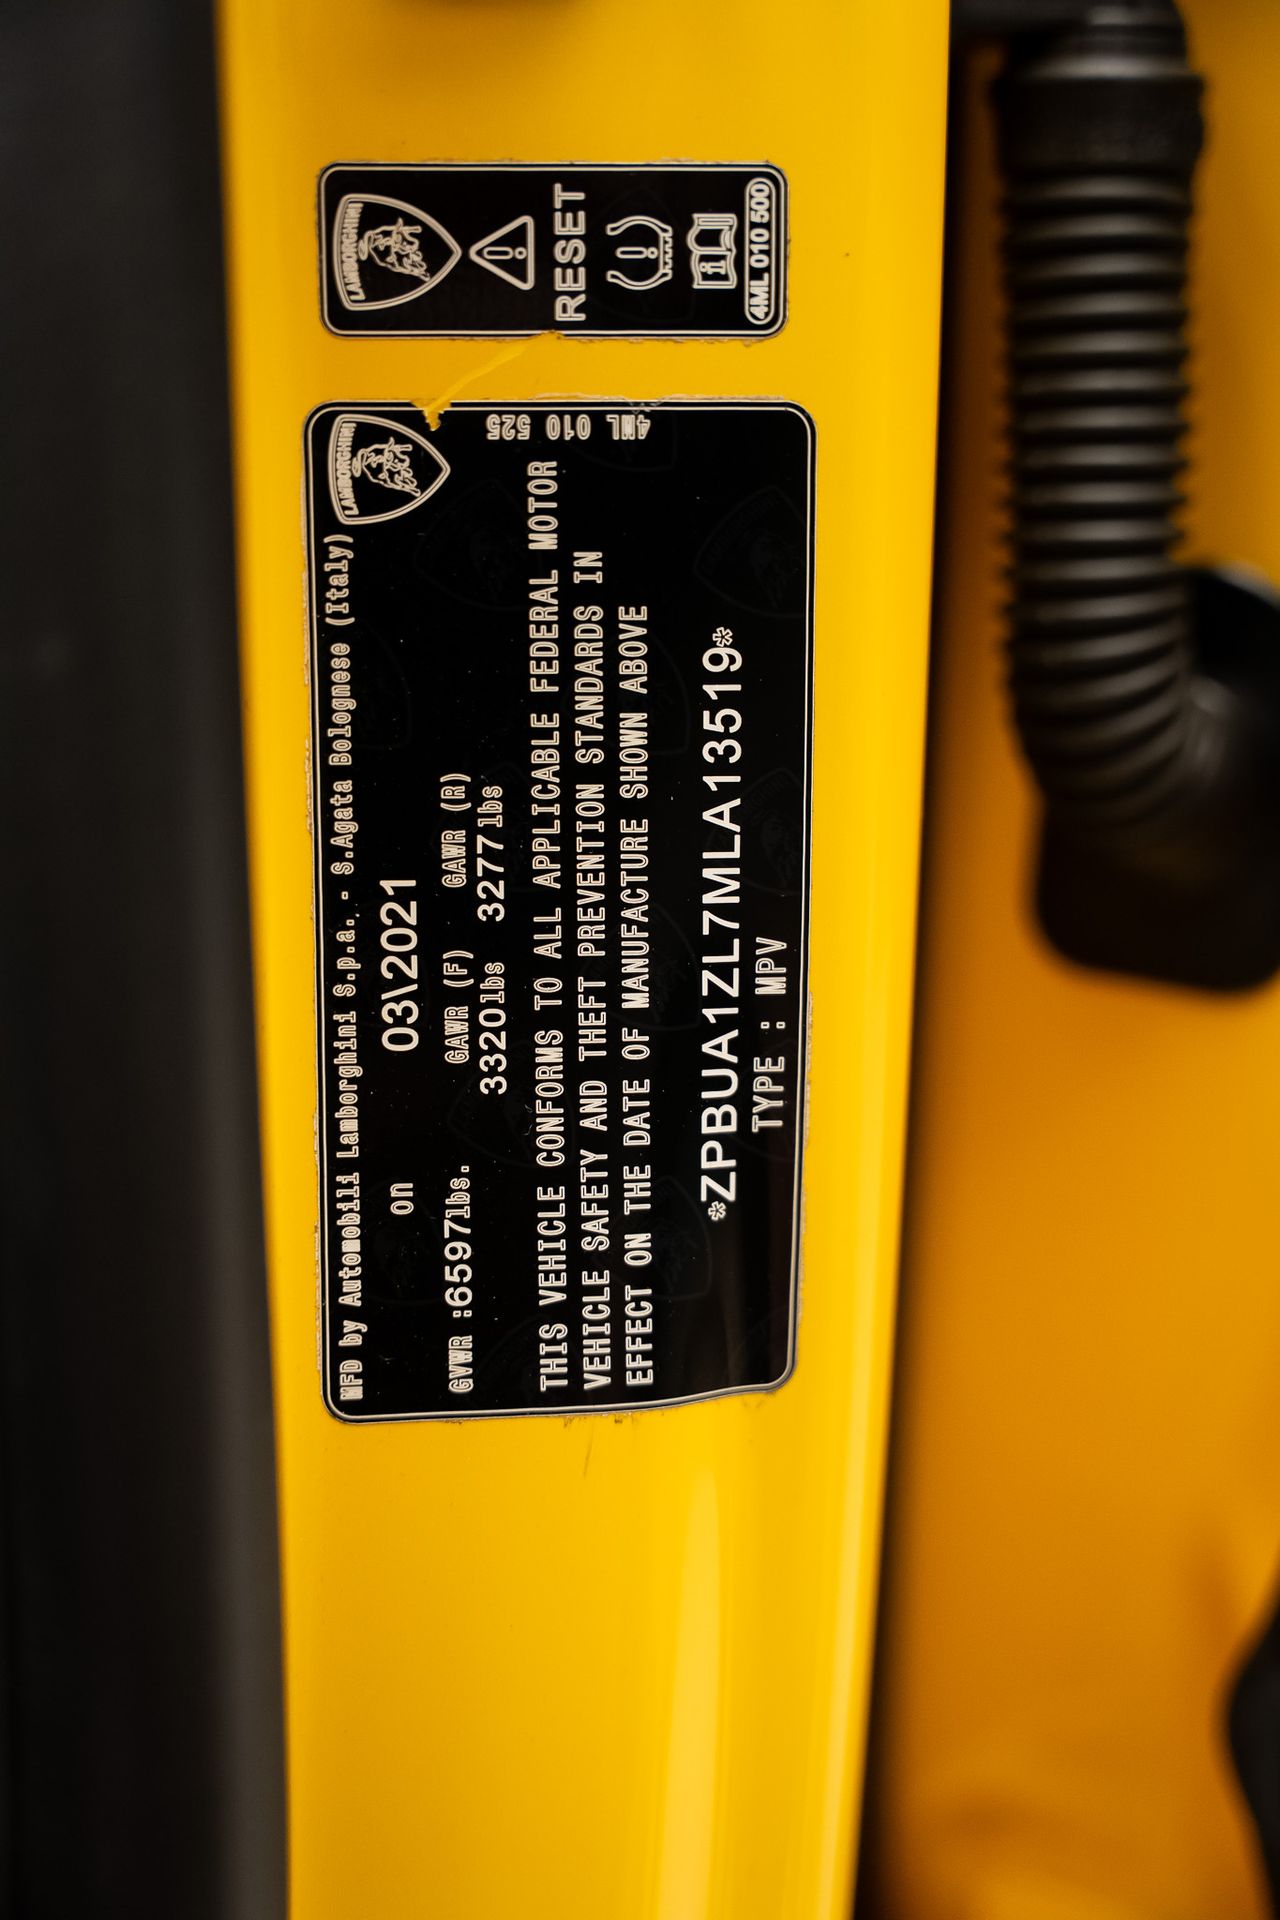 LAMBORGHINI
RESET
i
4ML 010 500
LAMBORGHINI
4ML 010 525
MFD by Automobili Lamborghini S.p.a. - S.Agata Bolognese (Italy)
on 03\2021
GVWR :6597lbs. GAWR (F) GAWR (R)
3320lbs 3277lbs
THIS VEHICLE CONFORMS TO ALL APPLICABLE FEDERAL MOTOR
VEHICLE SAFETY AND THEFT PREVENTION STANDARDS IN
EFFECT ON THE DATE OF MANUFACTURE SHOWN ABOVE
*ZPBUA1ZL7MLA13519*
TYPE : MPV